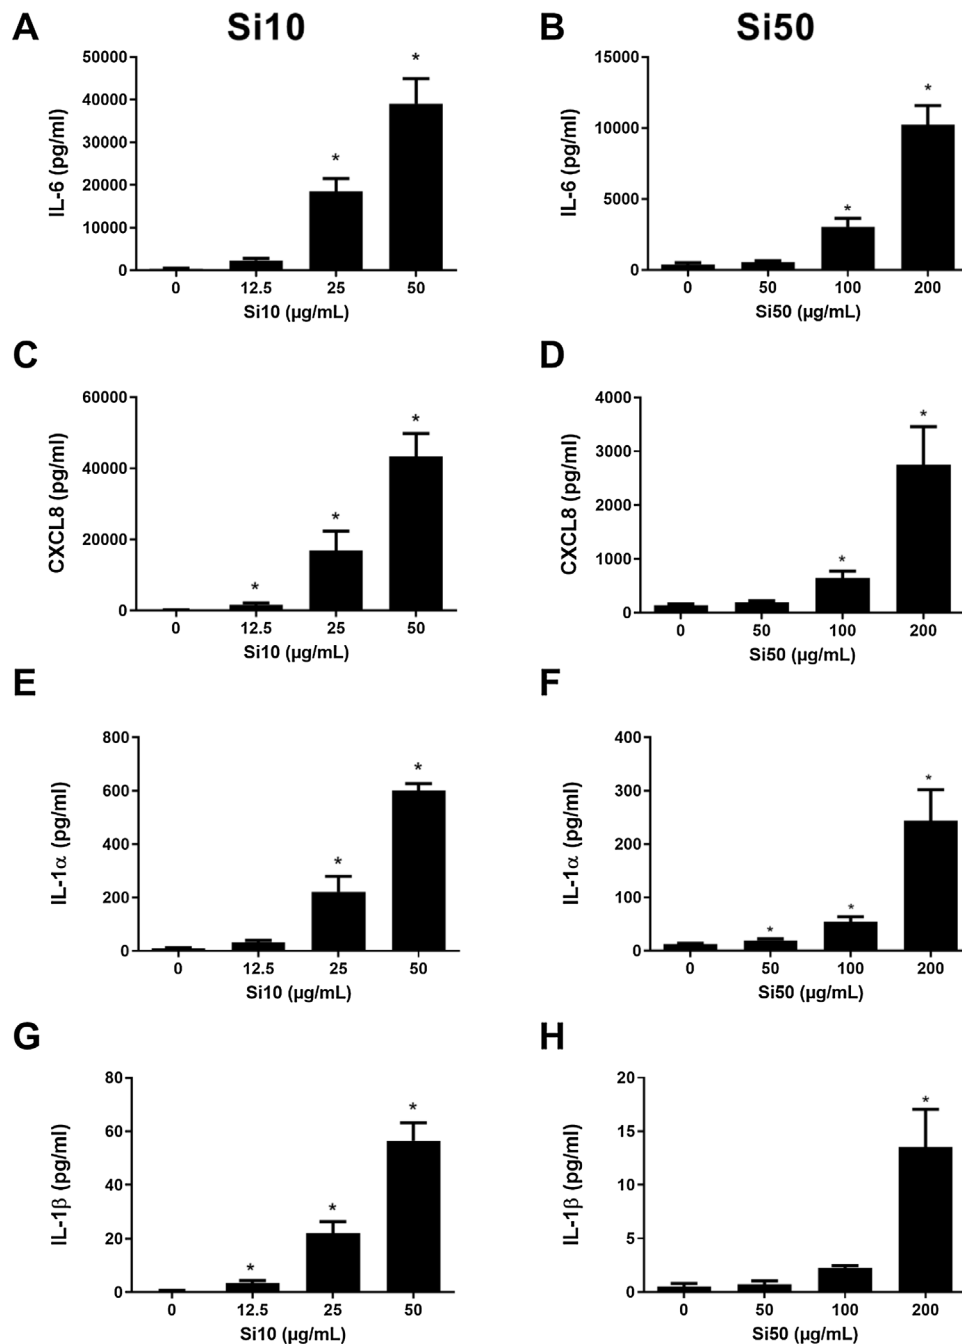 A Si10
50000
40000
30000
20000
10000
0
IL-6 (pg/ml)
*
*
0 12.5 25 50
Si10 (µg/mL)
B Si50
15000
10000
5000
0
IL-6 (pg/ml)
*
*
0 50 100 200
Si50 (µg/mL)
C
60000
40000
20000
0
CXCL8 (pg/ml)
*
*
*
0 12.5 25 50
Si10 (µg/mL)
D
4000
3000
2000
1000
0
CXCL8 (pg/ml)
*
*
0 50 100 200
Si50 (µg/mL)
E
800
600
400
200
0
IL-1α (pg/ml)
*
*
0 12.5 25 50
Si10 (µg/mL)
F
400
300
200
100
0
IL-1α (pg/ml)
*
*
*
0 50 100 200
Si50 (µg/mL)
G
80
60
40
20
0
IL-1β (pg/ml)
*
*
*
0 12.5 25 50
Si10 (µg/mL)
H
20
15
10
5
0
IL-1β (pg/ml)
*
0 50 100 200
Si50 (µg/mL)